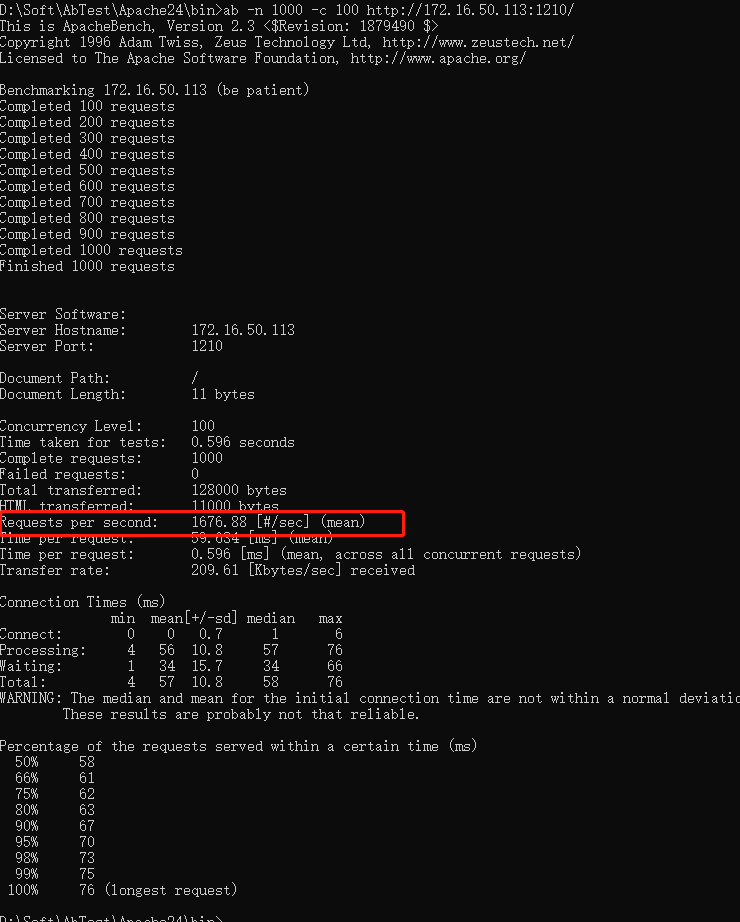 D:\Soft\AbTest\Apache24\bin>ab -n 1000 -c 100 http://172.16.50.113:1210/
This is ApacheBench, Version 2.3 <$Revision: 1879490 $>
Copyright 1996 Adam Twiss, Zeus Technology Ltd, http://www.zeustech.net/
Licensed to The Apache Software Foundation, http://www.apache.org/
Benchmarking 172.16.50.113 (be patient)
Completed 100 requests
Completed 200 requests
Completed 300 requests
Completed 400 requests
Completed 500 requests
Completed 600 requests
Completed 700 requests
Completed 800 requests
Completed 900 requests
Completed 1000 requests
Finished 1000 requests
Server Software:
Server Hostname: 172.16.50.113
Server Port: 1210
Document Path: /
Document Length: 11 bytes
Concurrency Level: 100
Time taken for tests: 0.596 seconds
Complete requests: 1000
Failed requests: 0
Total transferred: 128000 bytes
HTML transferred: 11000 bytes
Requests per second: 1676.88 [#/sec] (mean)
Time per request: 59.634 [ms] (mean)
Time per request: 0.596 [ms] (mean, across all concurrent requests)
Transfer rate: 209.61 [Kbytes/sec] received
Connection Times (ms)
min mean[+/-sd] median max
Connect: 0 0 0.7 1 6
Processing: 4 56 10.8 57 76
Waiting: 1 34 15.7 34 66
Total: 4 57 10.8 58 76
WARNING: The median and mean for the initial connection time are not within a normal deviatio
These results are probably not that reliable.
Percentage of the requests served within a certain time (ms)
50% 58
66% 61
75% 62
80% 63
90% 67
95% 70
98% 73
99% 75
100% 76 (longest request)
D:\Soft\AbTest\Apache24\bin>